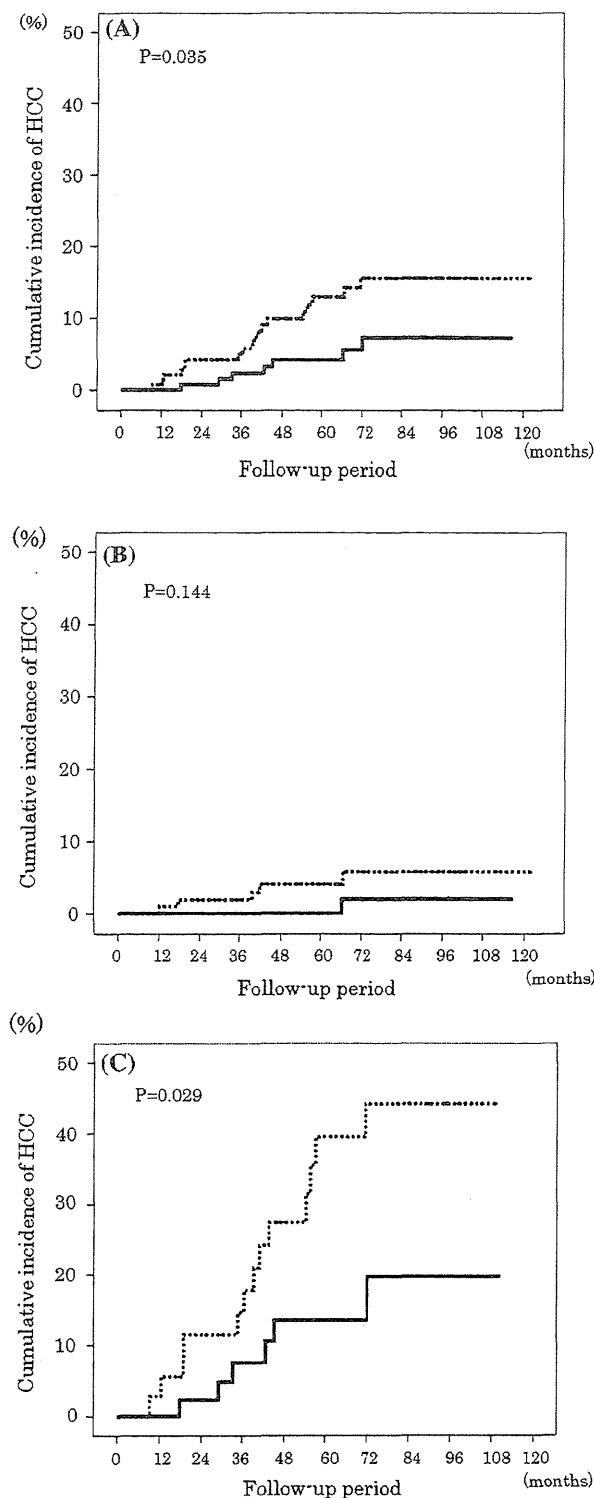 (%)
(A)
P=0.035
50
40
30
20
10
0
Cumulative incidence of HCC
0 12 24 36 48 60 72 84 96 108 120
(months)
Follow-up period
(%)
(B)
P=0.144
50
40
30
20
10
0
Cumulative incidence of HCC
0 12 24 36 48 60 72 84 96 108 120
(months)
Follow-up period
(%)
(C)
P=0.029
50
40
30
20
10
0
Cumulative incidence of HCC
0 12 24 36 48 60 72 84 96 108 120
(months)
Follow-up period